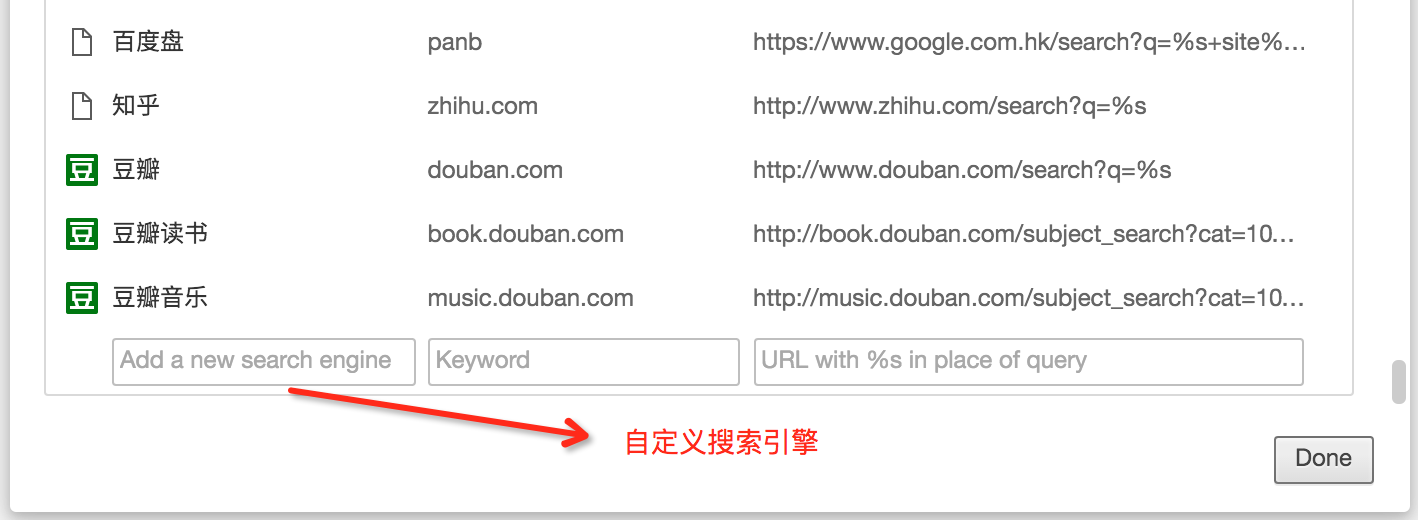 百度盘 panb https://www.google.com.hk/search?q=%s+site%…
知乎 zhihu.com http://www.zhihu.com/search?q=%s
豆 豆瓣 douban.com http://www.douban.com/search?q=%s
豆 豆瓣读书 book.douban.com http://book.douban.com/subject_search?cat=10…
豆 豆瓣音乐 music.douban.com http://music.douban.com/subject_search?cat=10…
Add a new search engine Keyword URL with %s in place of query
自定义搜索引擎
Done